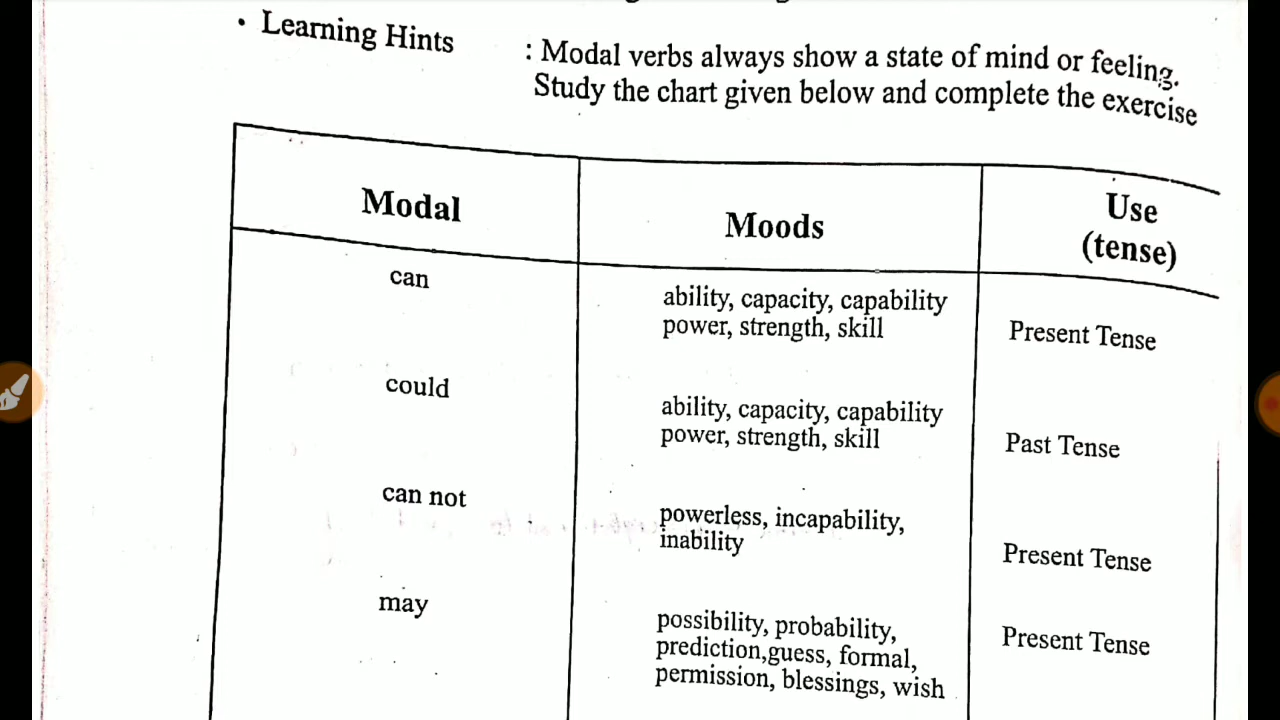 • Learning Hints : Modal verbs always show a state of mind or feeling.
Study the chart given below and complete the exercise
Modal Moods Use
(tense)
can ability, capacity, capability
power, strength, skill Present Tense
could ability, capacity, capability
power, strength, skill Past Tense
can not powerless, incapability,
inability Present Tense
may possibility, probability, Present Tense
prediction,guess, formal,
permission, blessings, wish